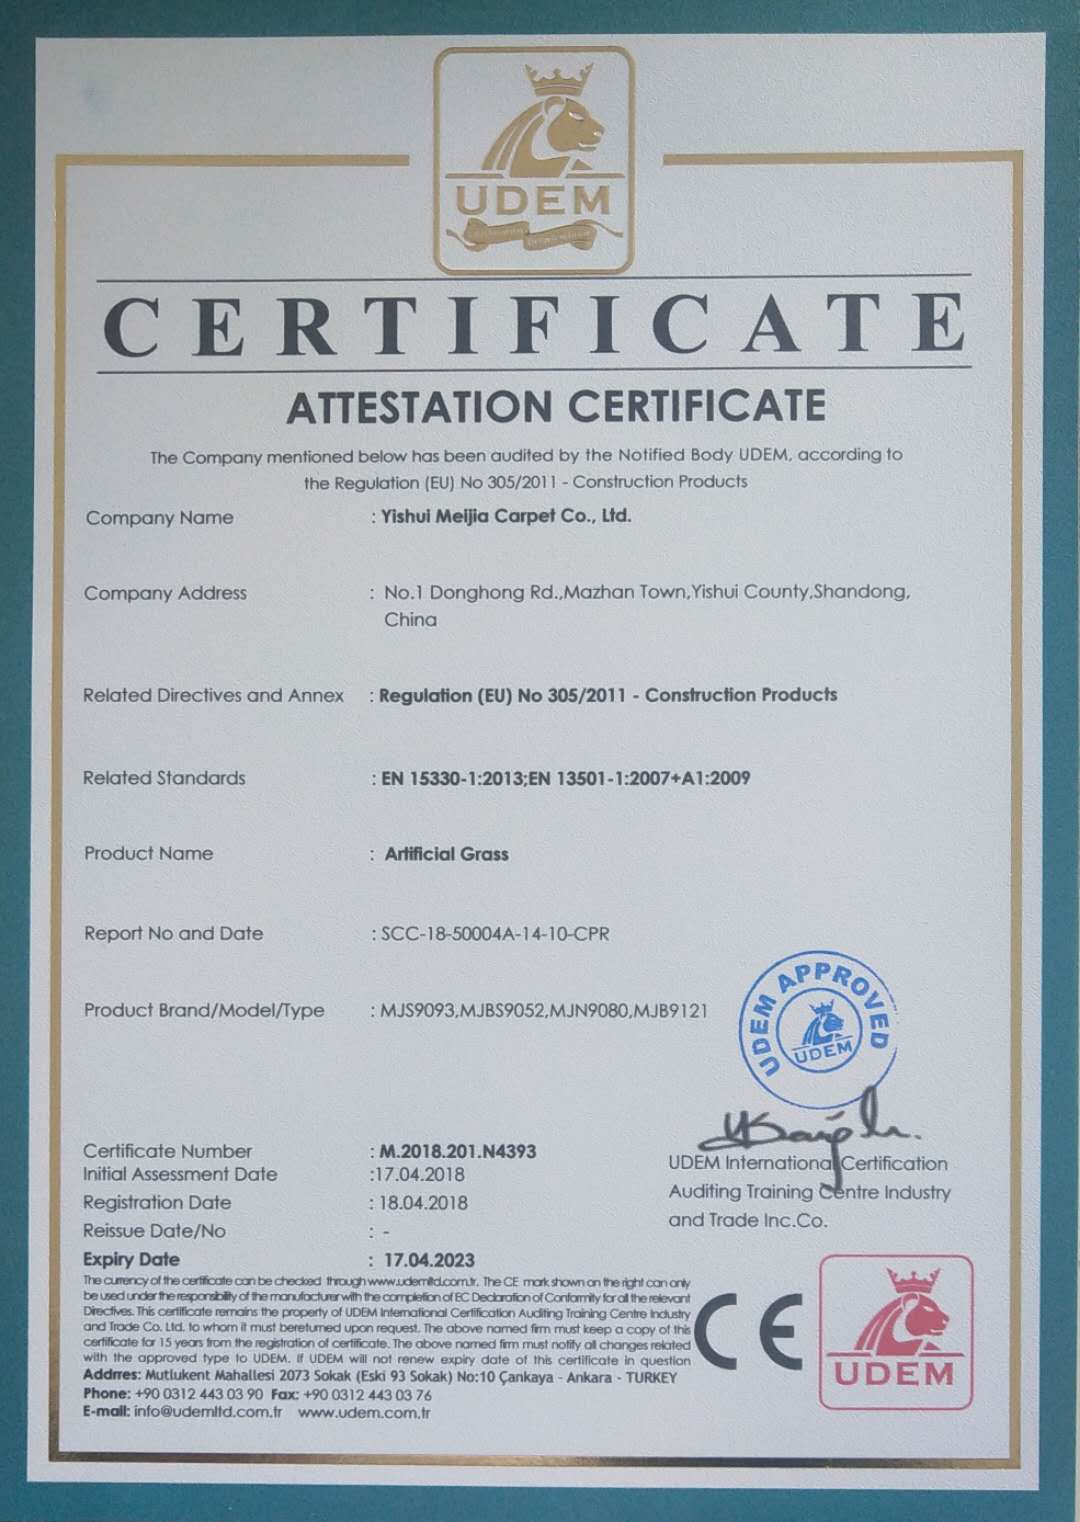 UDEM
CERTIFICATE
ATTESTATION CERTIFICATE
The Company mentioned below has been audited by the Notified Body UDEM, according to
the Regulation (EU) No 305/2011 - Construction Products
Company Name : Yishui Meijia Carpet Co., Ltd.
Company Address : No.1 Donghong Rd.,Mazhan Town,Yishui County,Shandong,
China
Related Directives and Annex : Regulation (EU) No 305/2011 - Construction Products
Related Standards : EN 15330-1:2013;EN 13501-1:2007+A1:2009
Product Name : Artificial Grass
Report No and Date : SCC-18-50004A-14-10-CPR
Product Brand/Model/Type : MJS9093,MJBS9052,MJN9080,MJB9121
UDEM APPROVED
UDEM
Certificate Number : M.2018.201.N4393
Initial Assessment Date :17.04.2018
Registration Date : 18.04.2018
Reissue Date/No : -
Expiry Date : 17.04.2023
UDEM International Certification
Auditing Training Centre Industry
and Trade Inc.Co.
The currency of the certificate can be checked through www.udemltd.com.tr. The CE mark shown on the right can only
be used under the responsibility of the manufacturer with the completion of EC Declaration of Conformity for all the relevant
Directives. This certificate remains the property of UDEM International Certification Auditing Training Centre Industry
and Trade Co. Ltd. to whom it must bereturned upon request. The above named firm must keep a copy of this
certificate for 15 years from the registration of certificate. The above named firm must notify all changes related
with the approved type to UDEM. If UDEM will not renew expiry date of this certificate in question
Addrres: Mutlukent Mahallesi 2073 Sokak (Eski 93 Sokak) No:10 Çankaya - Ankara - TURKEY
Phone: +90 0312 443 03 90 Fax: +90 0312 443 03 76
E-mail: info@udemltd.com.tr www.udem.com.tr
CE
UDEM